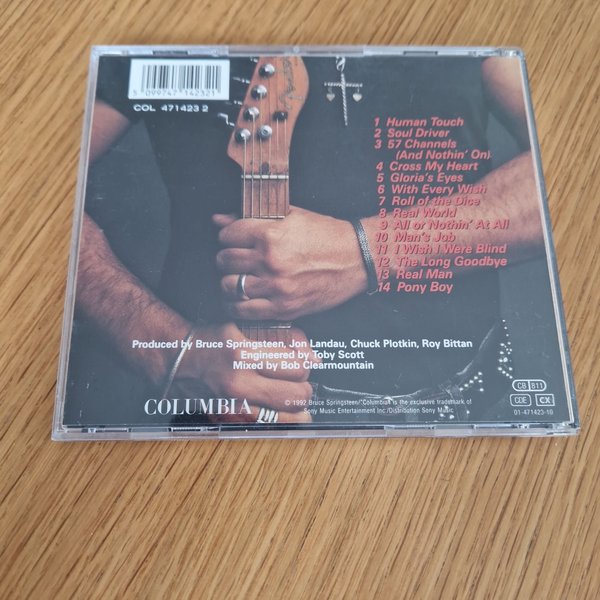 5 099747 142321
COL 471423 2
1 Human Touch
2 Soul Driver
3 57 Channels
(And Nothin' On)
4 Cross My Heart
5 Gloria's Eyes
6 With Every Wish
7 Roll of the Dice
8 Real World
9 All or Nothin' At All
10 Man's Job
11 I Wish I Were Blind
12 The Long Goodbye
13 Real Man
14 Pony Boy
Produced by Bruce Springsteen, Jon Landau, Chuck Plotkin, Roy Bittan
Engineered by Toby Scott
Mixed by Bob Clearmountain
COLUMBIA
© 1992 Bruce Springsteen/"Columbia" is the exclusive trademark of
Sony Music Entertainment Inc./Distribution Sony Music
CB 811
CDE CX
01-471423-10